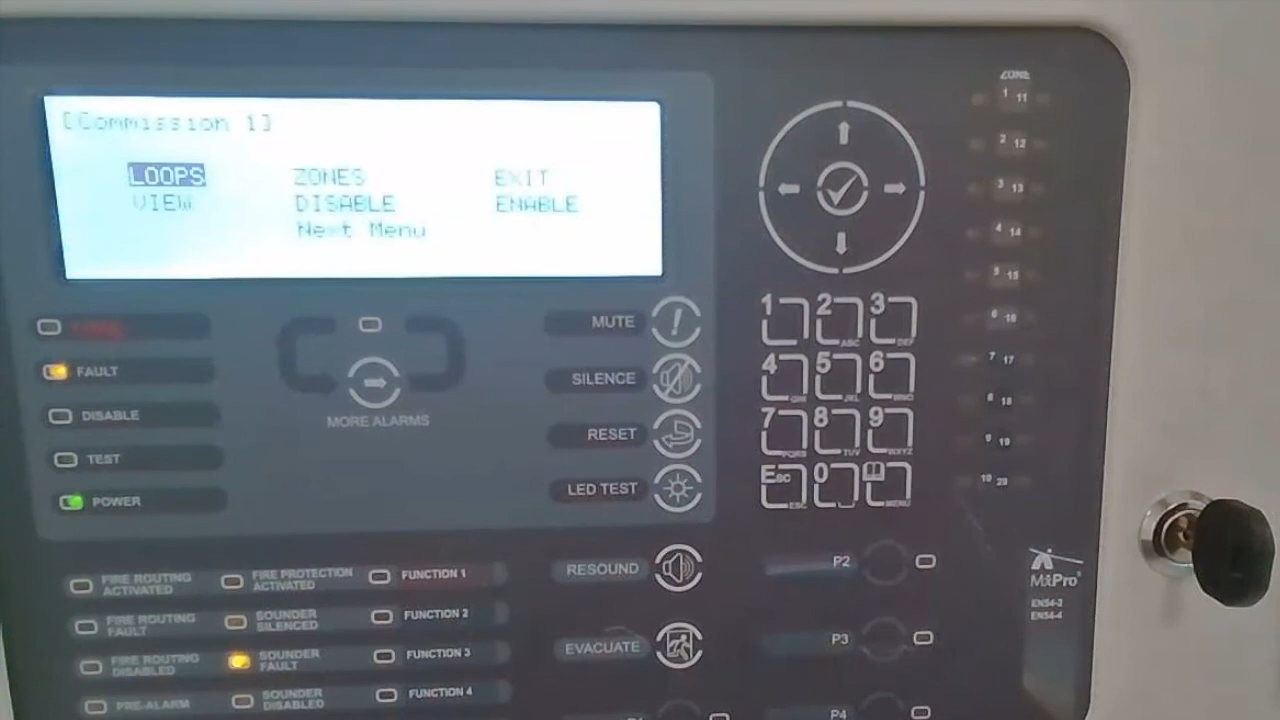 [Commission 1]
LOOPS ZONES EXIT
VIEW DISABLE ENABLE
Next Menu
FAULT
DISABLE
TEST
POWER
MORE ALARMS
MUTE
SILENCE
RESET
LED TEST
RESOUND
EVACUATE
1 2 ABC 3 DEF
4 GHI 5 JKL 6 MNO
7 PQRS 8 TUV 9 WXYZ
Esc ESC 0 MENU
ZONE
1 11
2 12
3 13
4 14
5 15
6 16
7 17
8 18
9 19
10 20
FIRE ROUTING ACTIVATED
FIRE PROTECTION ACTIVATED
FUNCTION 1
FIRE ROUTING FAULT
SOUNDER SILENCED
FUNCTION 2
FIRE ROUTING DISABLED
SOUNDER FAULT
FUNCTION 3
PRE-ALARM
SOUNDER DISABLED
FUNCTION 4
P2
P3
P4
MxPro
EN54-2
EN54-4